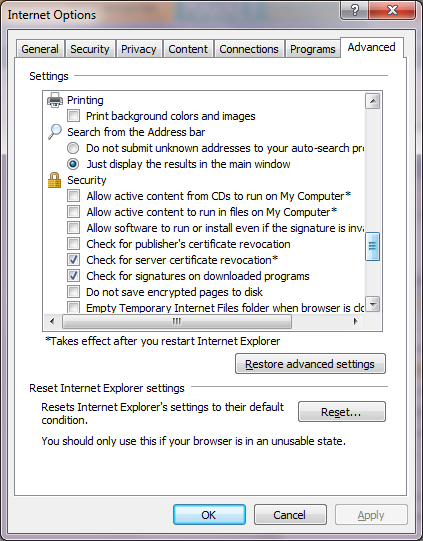 Internet Options
General Security Privacy Content Connections Programs Advanced
Settings
Printing
Print background colors and images
Search from the Address bar
Do not submit unknown addresses to your auto-search pro
Just display the results in the main window
Security
Allow active content from CDs to run on My Computer*
Allow active content to run in files on My Computer*
Allow software to run or install even if the signature is inva
Check for publisher's certificate revocation
Check for server certificate revocation*
Check for signatures on downloaded programs
Do not save encrypted pages to disk
Empty Temporary Internet Files folder when browser is clo
*Takes effect after you restart Internet Explorer
Restore advanced settings
Reset Internet Explorer settings
Resets Internet Explorer's settings to their default
condition.
Reset...
You should only use this if your browser is in an unusable state.
OK Cancel Apply